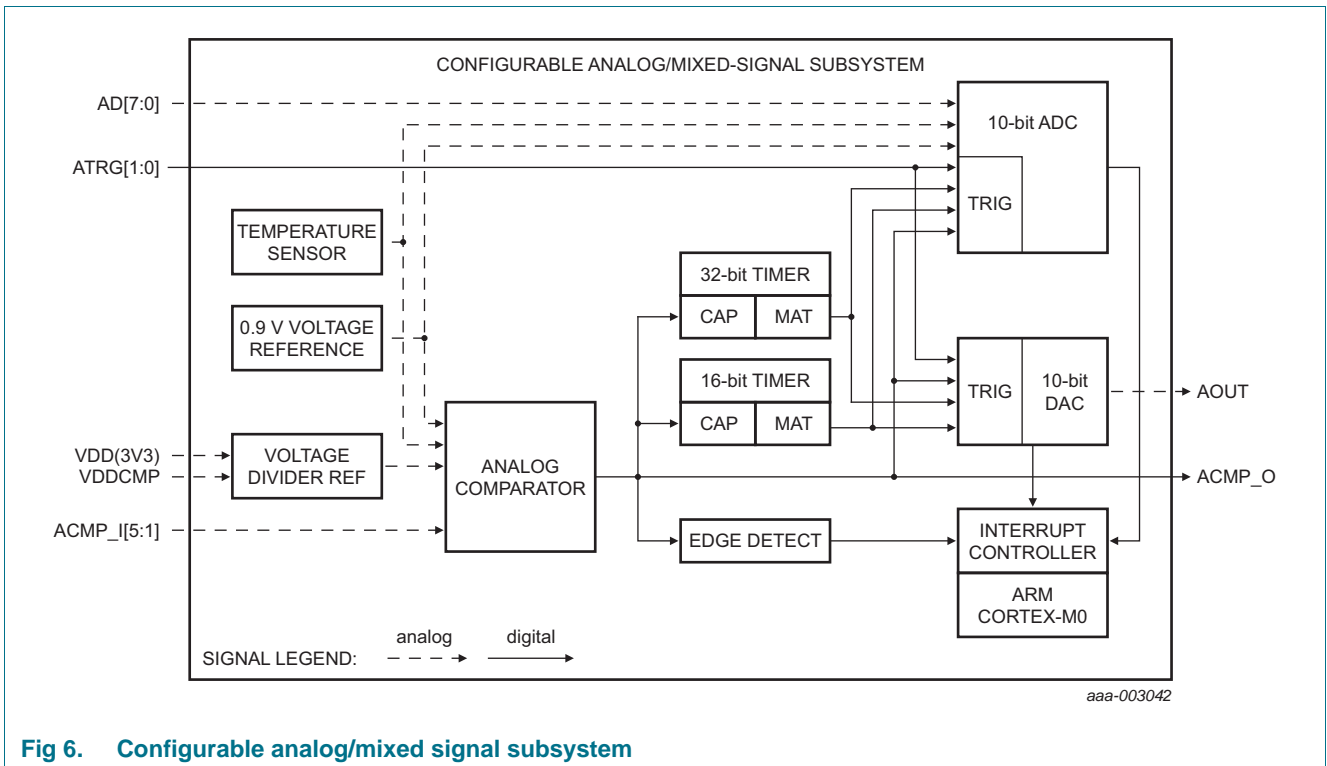 CONFIGURABLE ANALOG/MIXED-SIGNAL SUBSYSTEM
AD[7:0]
ATRG[1:0]
10-bit ADC
TRIG
TEMPERATURE
SENSOR
32-bit TIMER
CAP
MAT
0.9 V VOLTAGE
REFERENCE
16-bit TIMER
CAP
MAT
TRIG
10-bit
DAC
AOUT
VDD(3V3)
VDDCMP
VOLTAGE
DIVIDER REF
ANALOG
COMPARATOR
ACMP_O
ACMP_I[5:1]
EDGE DETECT
INTERRUPT
CONTROLLER
ARM
CORTEX-M0
SIGNAL LEGEND:
analog
digital
aaa-003042
Fig 6. Configurable analog/mixed signal subsystem